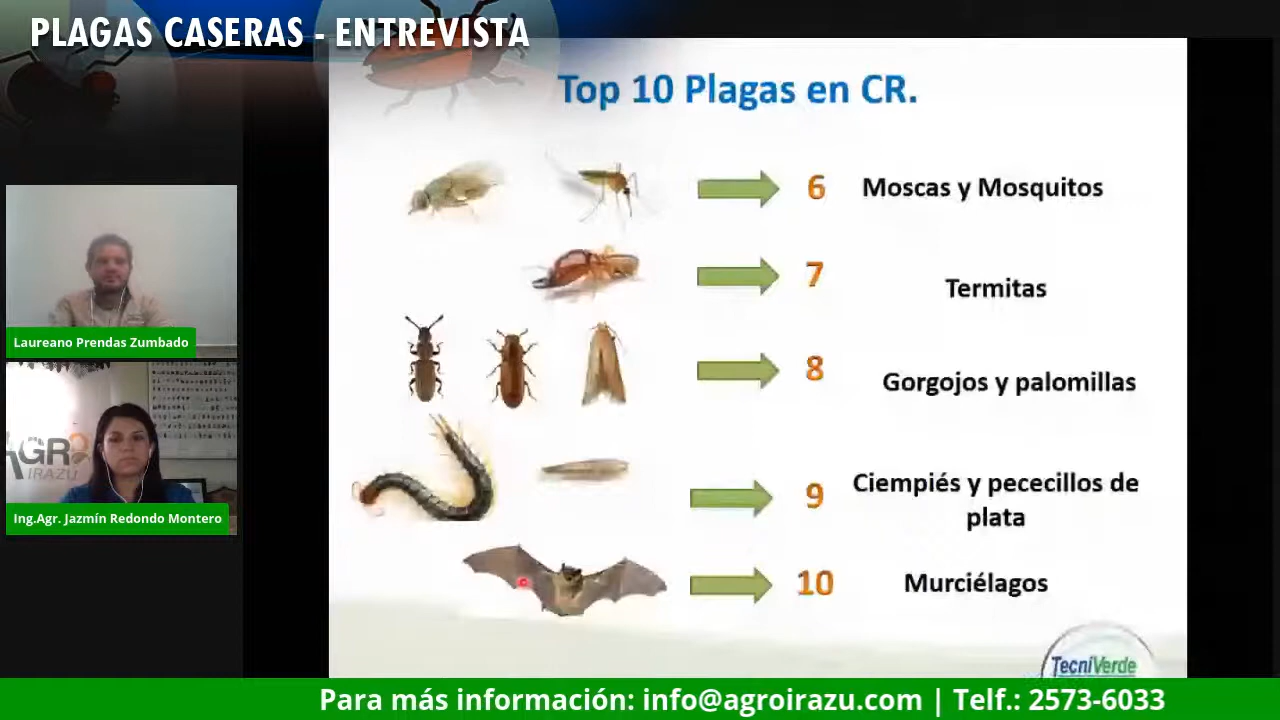 PLAGAS CASERAS - ENTREVISTA
Top 10 Plagas en CR.
6 Moscas y Mosquitos
7 Termitas
8 Gorgojos y palomillas
9 Ciempiés y pececillos de
plata
10 Murciélagos
Laureano Prendas Zumbado
AGRO
IRAZU
Ing.Agr. Jazmín Redondo Montero
TecniVerde
Para más información: info@agroirazu.com | Telf.: 2573-6033